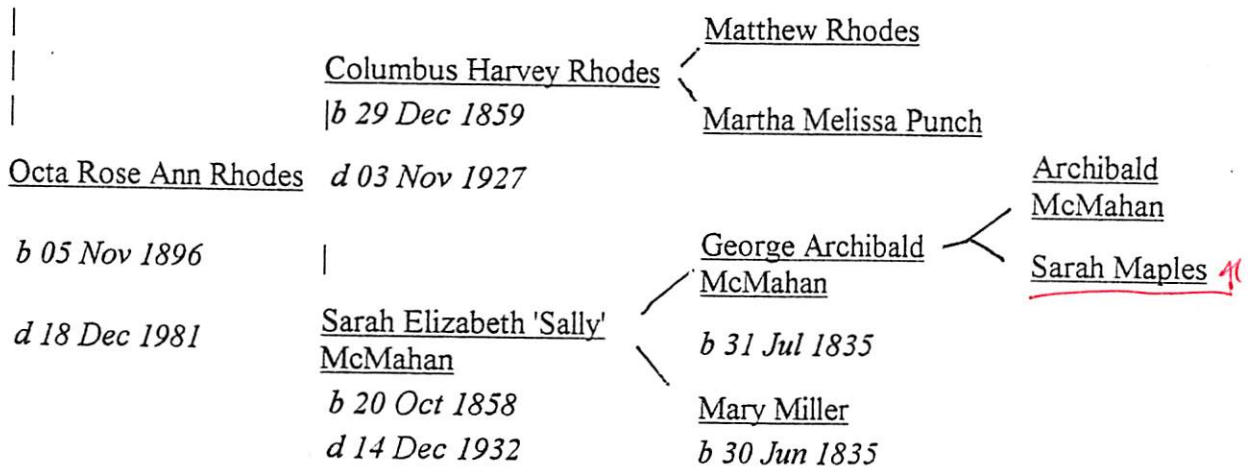 Matthew Rhodes
Columbus Harvey Rhodes
b 29 Dec 1859
Martha Melissa Punch
Octa Rose Ann Rhodes
d 03 Nov 1927
Archibald
McMahan
b 05 Nov 1896
George Archibald
McMahan
Sarah Maples
d 18 Dec 1981
Sarah Elizabeth 'Sally'
McMahan
b 31 Jul 1835
b 20 Oct 1858
Mary Miller
d 14 Dec 1932
b 30 Jun 1835